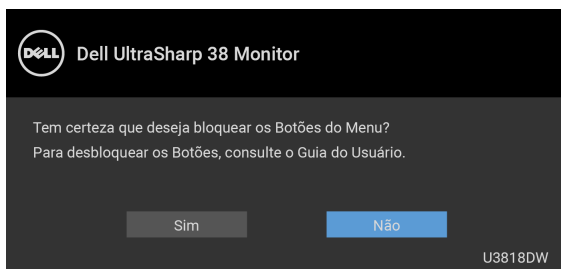 DELL
Dell UltraSharp 38 Monitor
Tem certeza que deseja bloquear os Botões do Menu?
Para desbloquear os Botões, consulte o Guia do Usuário.
Sim
Não
U3818DW